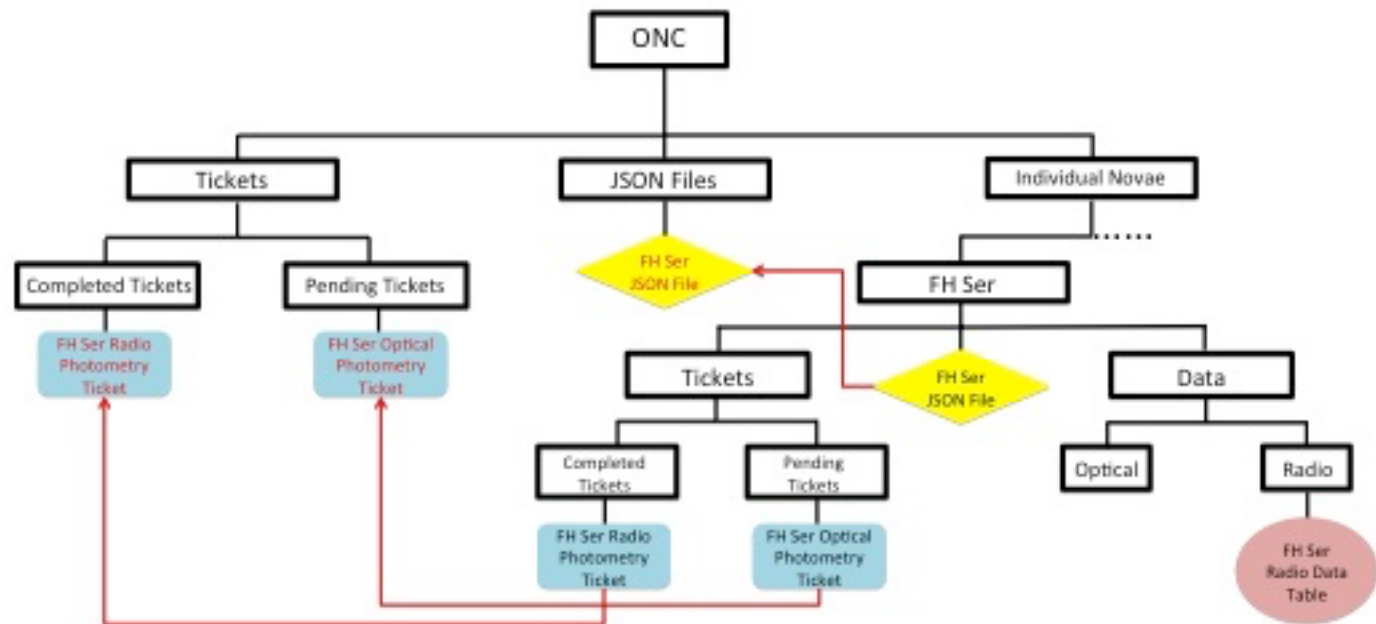 ONC
Tickets
JSON Files
Individual Novae
......
Completed Tickets
Pending Tickets
FH Ser
JSON File
FH Ser
FH Ser Radio
Photometry
Ticket
FH Ser Optical
Photometry
Ticket
Tickets
FH Ser
JSON File
Data
Completed
Tickets
Pending
Tickets
Optical
Radio
FH Ser Radio
Photometry
Ticket
FH Ser Optical
Photometry
Ticket
FH Ser
Radio Data
Table